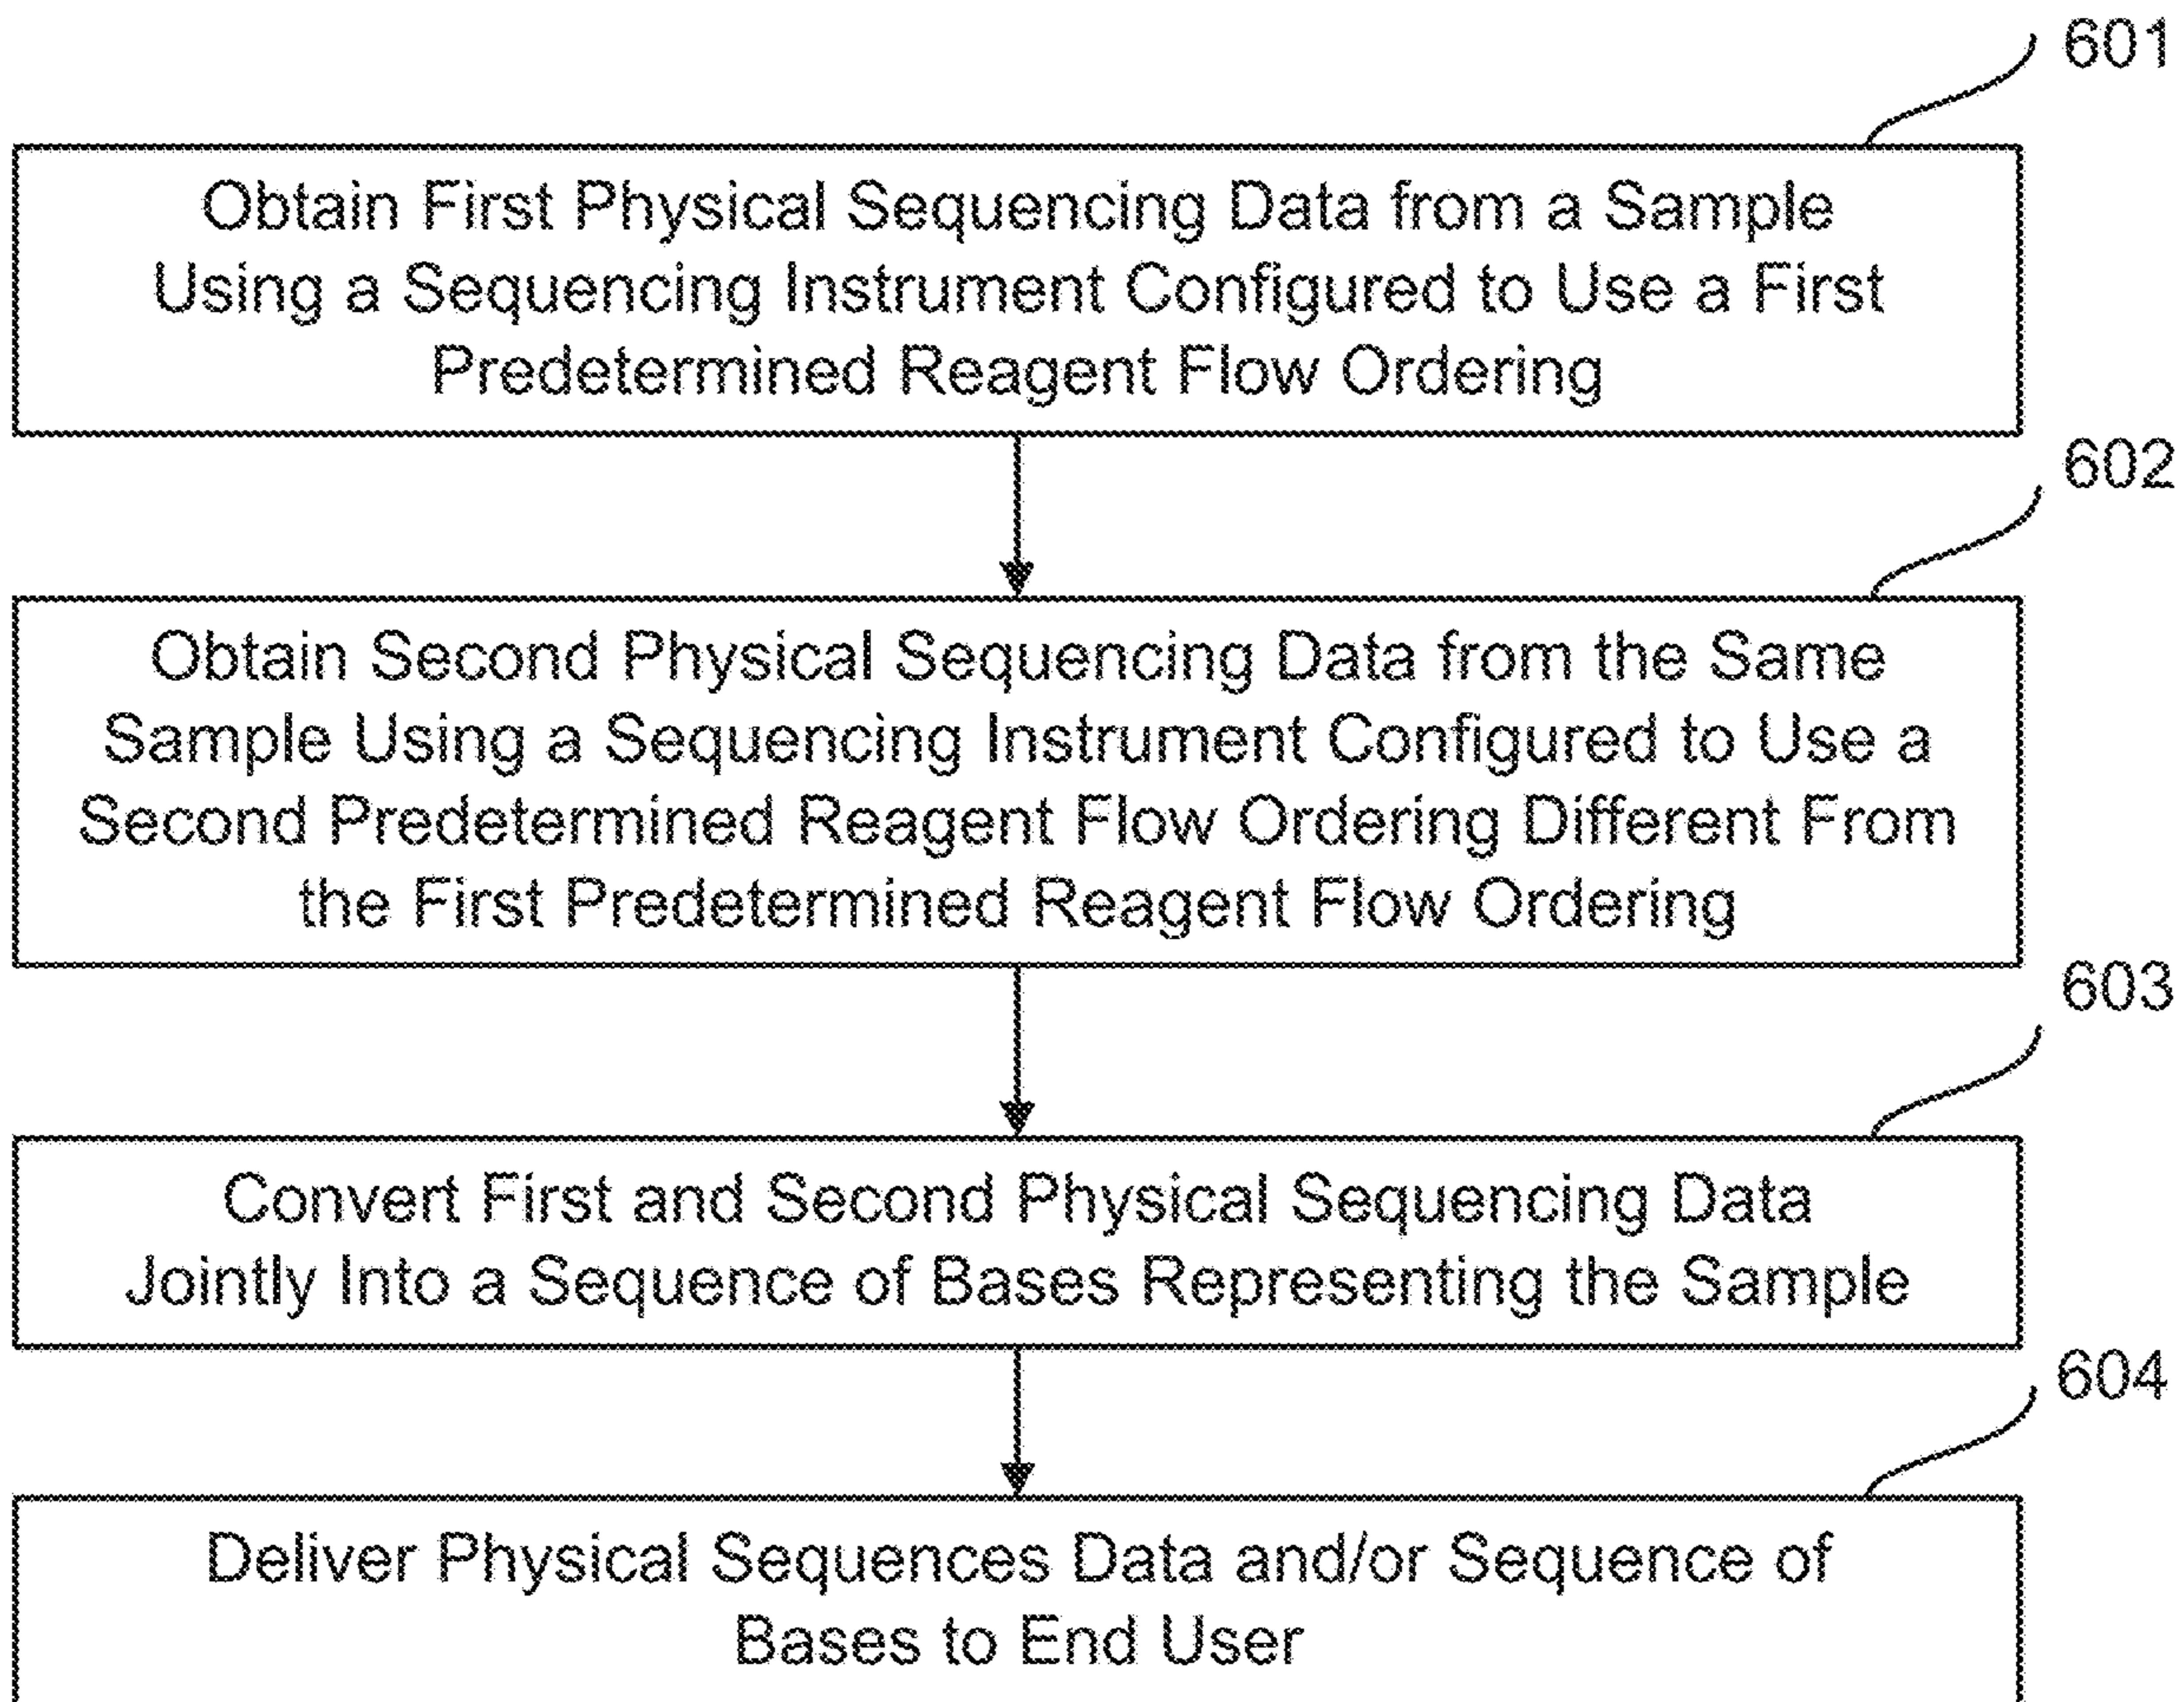 601
Obtain First Physical Sequencing Data from a Sample
Using a Sequencing Instrument Configured to Use a First
Predetermined Reagent Flow Ordering
602
Obtain Second Physical Sequencing Data from the Same
Sample Using a Sequencing Instrument Configured to Use a
Second Predetermined Reagent Flow Ordering Different From
the First Predetermined Reagent Flow Ordering
603
Convert First and Second Physical Sequencing Data
Jointly Into a Sequence of Bases Representing the Sample
604
Deliver Physical Sequences Data and/or Sequence of
Bases to End User